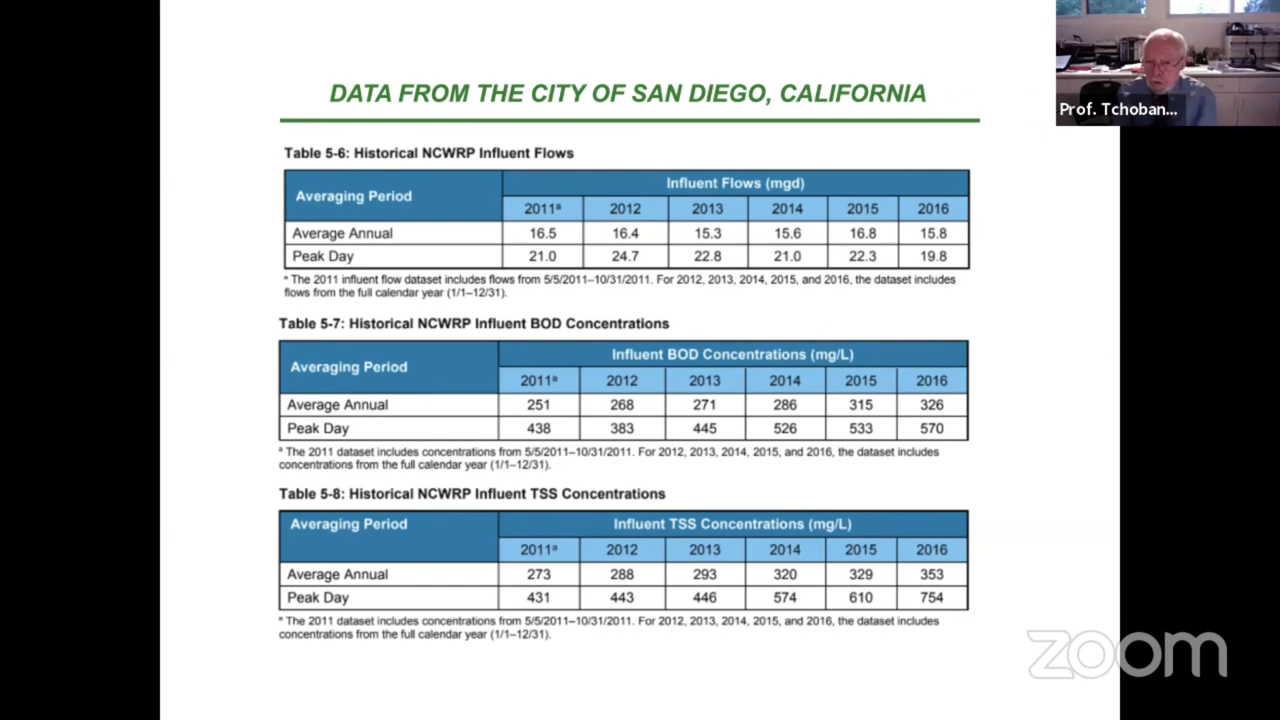 DATA FROM THE CITY OF SAN DIEGO, CALIFORNIA
Prof. Tchoban...
Table 5-6: Historical NCWRP Influent Flows
Averaging Period
Influent Flows (mgd)
2011ª 2012 2013 2014 2015 2016
Average Annual 16.5 16.4 15.3 15.6 16.8 15.8
Peak Day 21.0 24.7 22.8 21.0 22.3 19.8
ª The 2011 influent flow dataset includes flows from 5/5/2011–10/31/2011. For 2012, 2013, 2014, 2015, and 2016, the dataset includes
flows from the full calendar year (1/1–12/31).
Table 5-7: Historical NCWRP Influent BOD Concentrations
Averaging Period
Influent BOD Concentrations (mg/L)
2011ª 2012 2013 2014 2015 2016
Average Annual 251 268 271 286 315 326
Peak Day 438 383 445 526 533 570
ª The 2011 dataset includes concentrations from 5/5/2011–10/31/2011. For 2012, 2013, 2014, 2015, and 2016, the dataset includes
concentrations from the full calendar year (1/1–12/31).
Table 5-8: Historical NCWRP Influent TSS Concentrations
Averaging Period
Influent TSS Concentrations (mg/L)
2011ª 2012 2013 2014 2015 2016
Average Annual 273 288 293 320 329 353
Peak Day 431 443 446 574 610 754
ª The 2011 dataset includes concentrations from 5/5/2011–10/31/2011. For 2012, 2013, 2014, 2015, and 2016, the dataset includes
concentrations from the full calendar year (1/1–12/31).
zoom